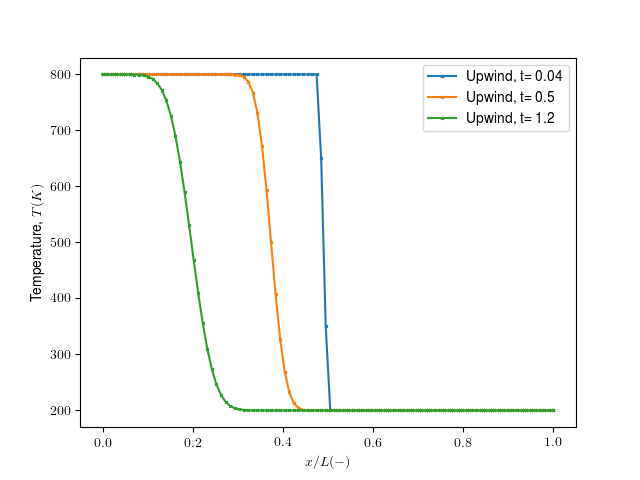 Upwind, t= 0.04
Upwind, t= 0.5
Upwind, t= 1.2
800
700
600
500
400
300
200
Temperature, T(K)
0.0 0.2 0.4 0.6 0.8 1.0
x/L(−)